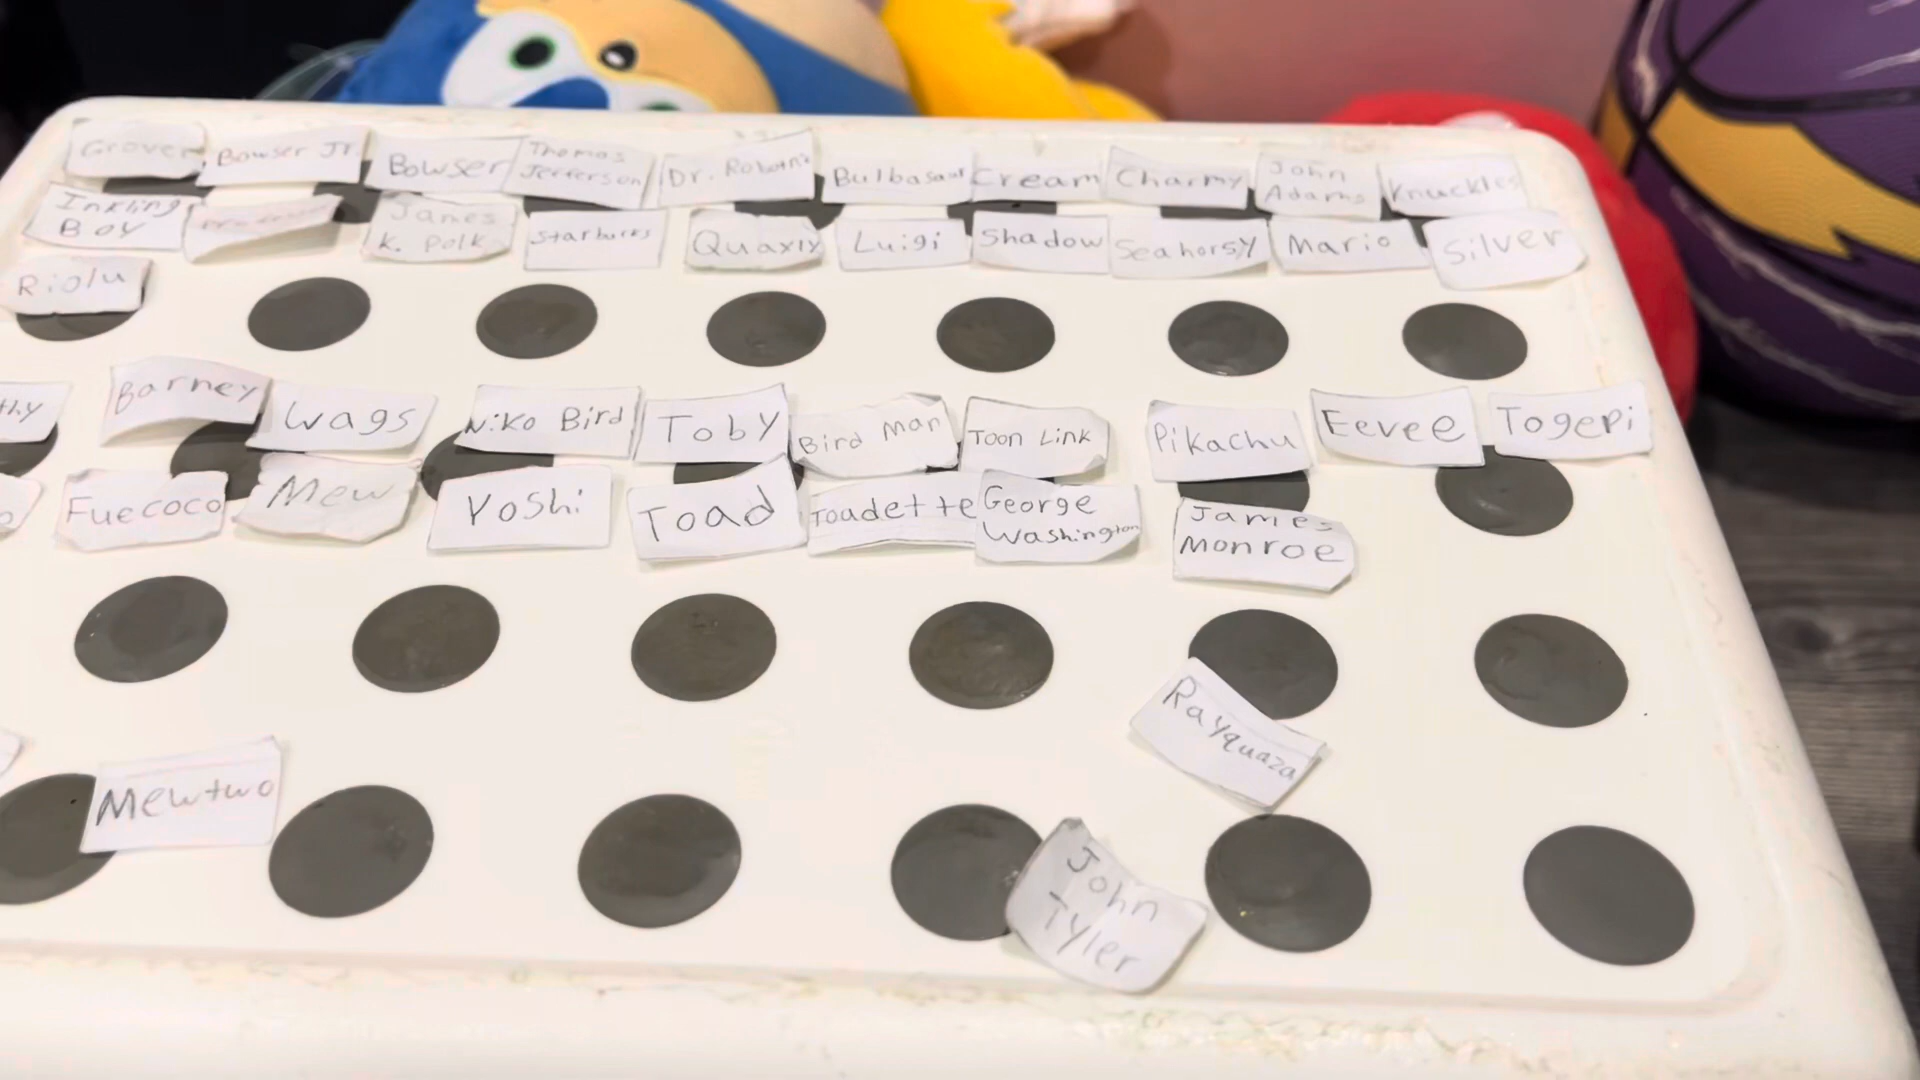 Grover
Bowser Jr.
Bowser
Thomas
Jefferson
Dr. Robotnik
Bulbasaur
Cream
Charmy
John
Adams
Knuckles
Inkling
Boy
James
K. Polk
Starbucks
Quaxly
Luigi
Shadow
Seahorsy
Mario
Silver
Riolu
thy
Barney
Wags
Niko Bird
Toby
Bird Man
Toon Link
Pikachu
Eevee
Togepi
Fuecoco
Mew
Yoshi
Toad
Toadette
George
Washington
James
Monroe
Rayquaza
Mewtwo
John
Tyler